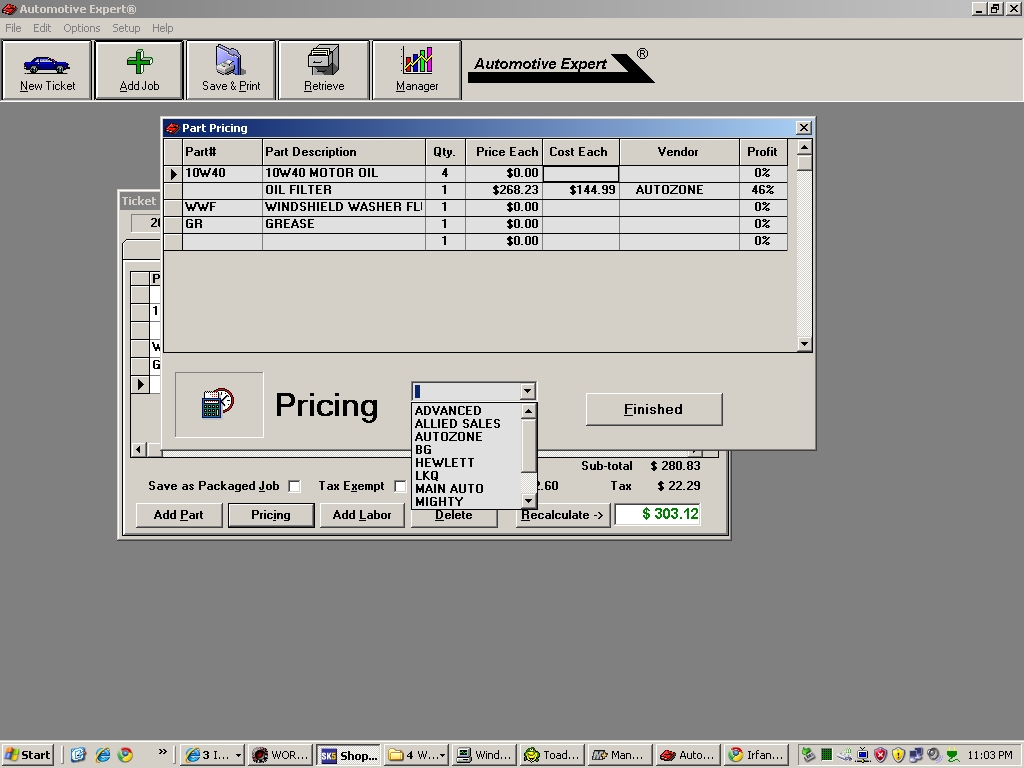 Automotive Expert®
File Edit Options Setup Help
New Ticket Add Job Save & Print Retrieve Manager Automotive Expert ®
Part Pricing
Part# Part Description Qty. Price Each Cost Each Vendor Profit
10W40 10W40 MOTOR OIL 4 $0.00 0%
OIL FILTER 1 $268.23 $144.99 AUTOZONE 46%
WWF WINDSHIELD WASHER FL 1 $0.00 0%
GR GREASE 1 $0.00 0%
1 $0.00 0%
Ticket
20
P
1
W
G
Pricing
Finished
ADVANCED
ALLIED SALES
AUTOZONE
BG
HEWLETT
LKQ
MAIN AUTO
MIGHTY
Sub-total $ 280.83
Save as Packaged Job Tax Exempt 2.60 Tax $ 22.29
Add Part Pricing Add Labor Delete Recalculate -> $ 303.12
Start » 3 I... WOR... SKS Shop... 4 W... Wind... Toad... Man... Auto... Irfan... 11:03 PM